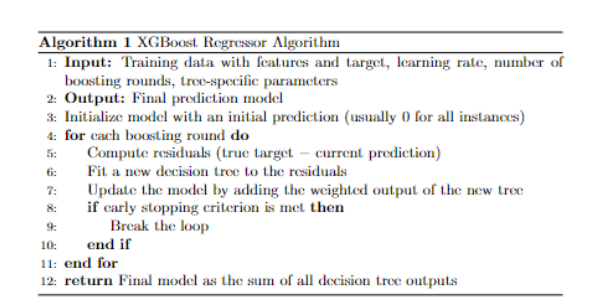 Algorithm 1 XGBoost Regressor Algorithm
1: Input: Training data with features and target, learning rate, number of
boosting rounds, tree-specific parameters
2: Output: Final prediction model
3: Initialize model with an initial prediction (usually 0 for all instances)
4: for each boosting round do
5: Compute residuals (true target − current prediction)
6: Fit a new decision tree to the residuals
7: Update the model by adding the weighted output of the new tree
8: if early stopping criterion is met then
9: Break the loop
10: end if
11: end for
12: return Final model as the sum of all decision tree outputs